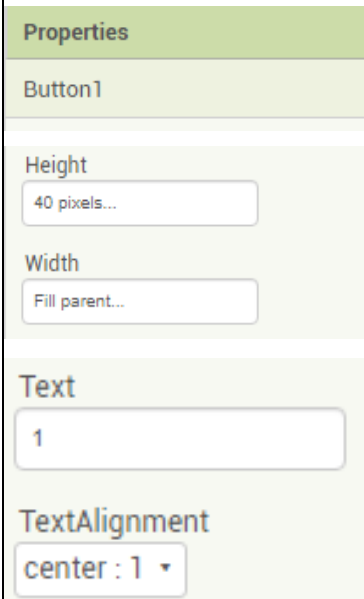 Properties
Button1
Height
40 pixels...
Width
Fill parent...
Text
1
TextAlignment
center : 1